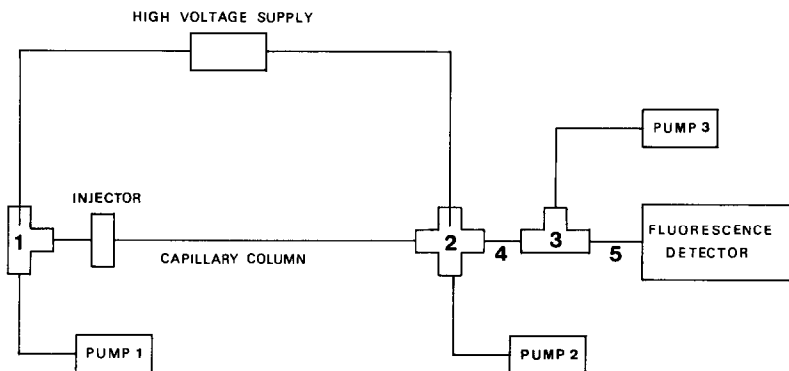 HIGH VOLTAGE SUPPLY
PUMP 3
INJECTOR
1
2
3
FLUORESCENCE
DETECTOR
4
5
CAPILLARY COLUMN
PUMP 1
PUMP 2